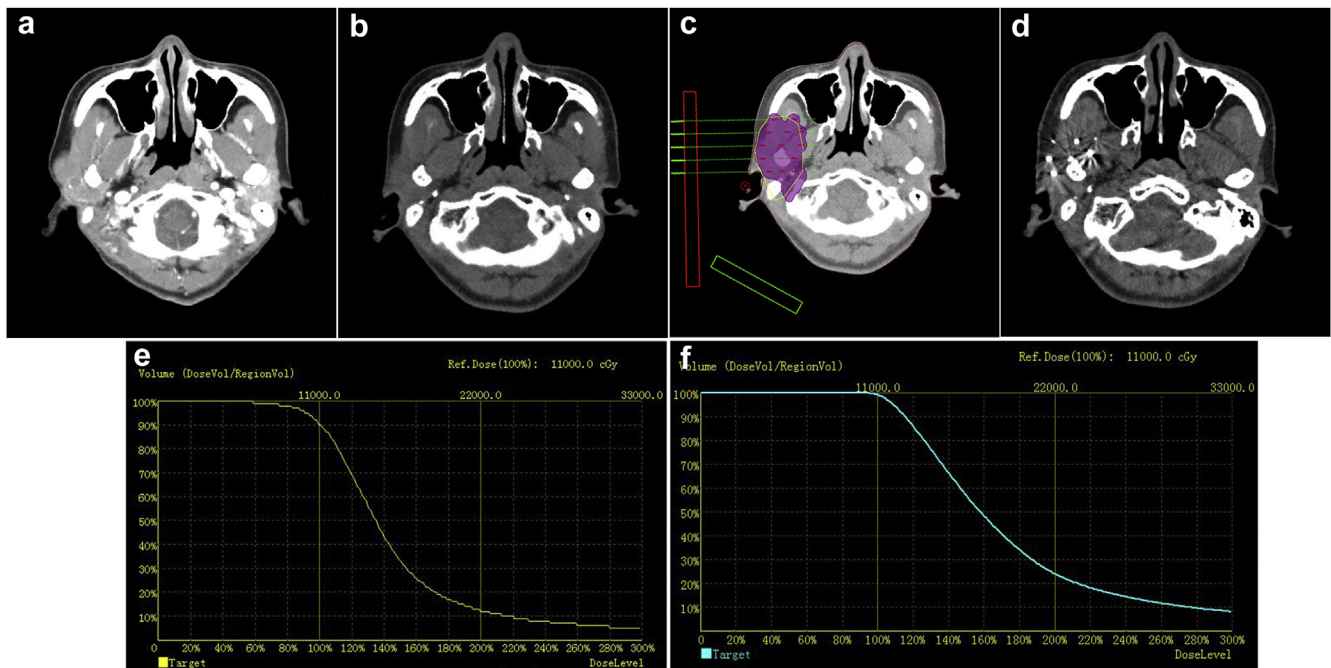 a
b
c
d
e
Ref.Dose(100%): 11000.0 cGy
Volume (DoseVol/RegionVol)
11000.0 22000.0 33000.0
100%
90%
80%
70%
60%
50%
40%
30%
20%
10%
0 20% 40% 60% 80% 100% 120% 140% 160% 180% 200% 220% 240% 260% 280% 300%
Target DoseLevel
f
Ref.Dose(100%): 11000.0 cGy
Volume (DoseVol/RegionVol)
11000.0 22000.0 33000.0
100%
90%
80%
70%
60%
50%
40%
30%
20%
10%
0 20% 40% 60% 80% 100% 120% 140% 160% 180% 200% 220% 240% 260% 280% 300%
Target DoseLevel